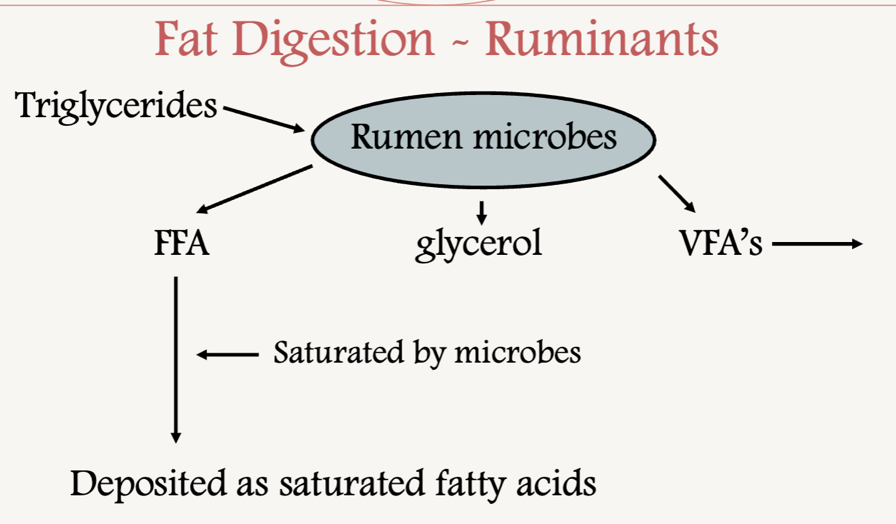 Fat Digestion ~ Ruminants
Triglycerides
Rumen microbes
FFA
glycerol
VFA's
Saturated by microbes
Deposited as saturated fatty acids